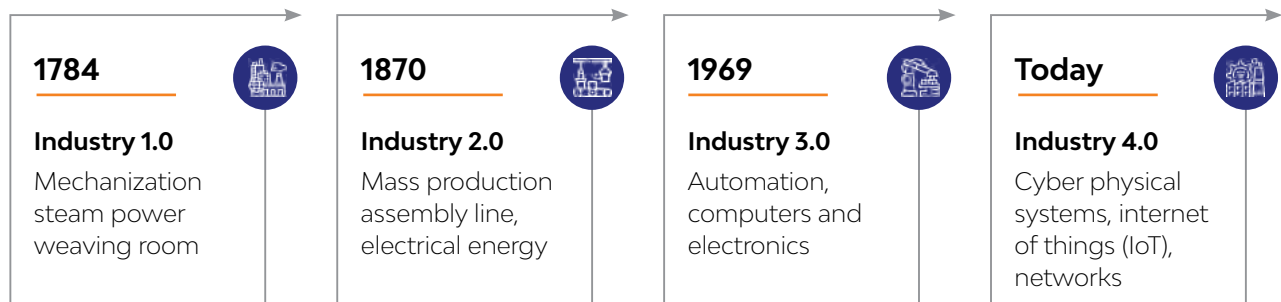 1784
Industry 1.0
Mechanization
steam power
weaving room
1870
Industry 2.0
Mass production
assembly line,
electrical energy
1969
Industry 3.0
Automation,
computers and
electronics
Today
Industry 4.0
Cyber physical
systems, internet
of things (IoT),
networks